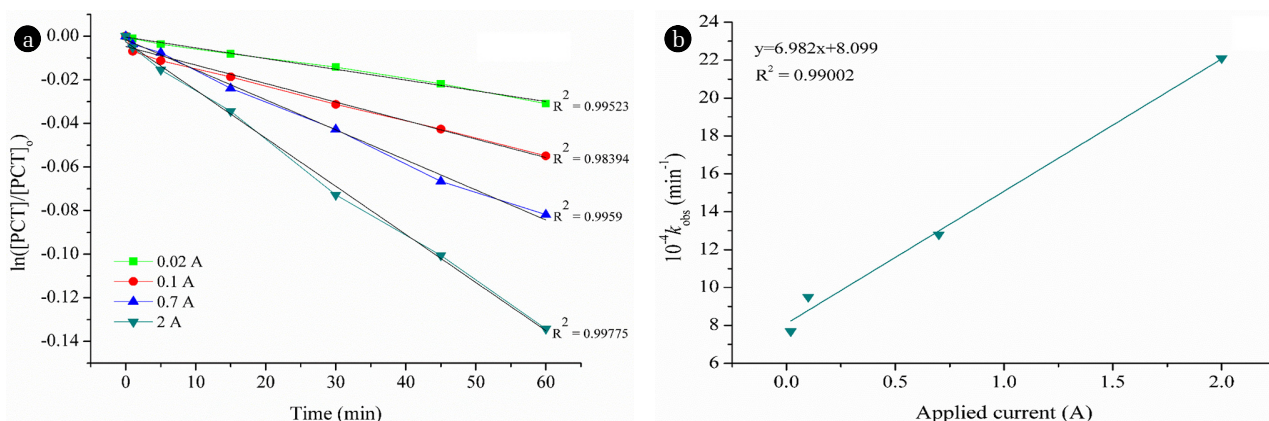 a
0.00
-0.02
-0.04
-0.06
-0.08
-0.10
-0.12
-0.14
ln([PCT]/[PCT]o)
R² = 0.99523
R² = 0.98394
R² = 0.9959
R² = 0.99775
0.02 A
0.1 A
0.7 A
2 A
0 10 20 30 40 50 60
Time (min)
b
y=6.982x+8.099
R² = 0.99002
24
22
20
18
16
14
12
10
8
6
10⁻⁴kobs (min⁻¹)
0.0 0.5 1.0 1.5 2.0
Applied current (A)